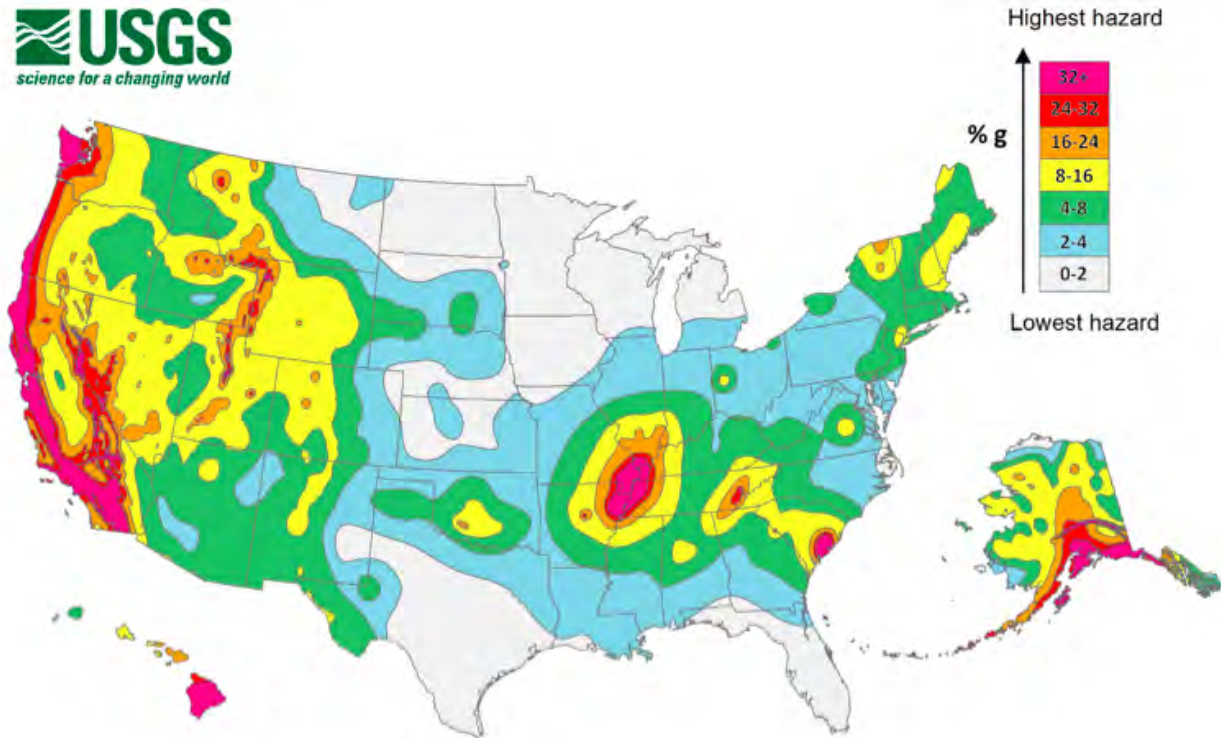 USGS
science for a changing world
Highest hazard
% g
32+
24-32
16-24
8-16
4-8
2-4
0-2
Lowest hazard